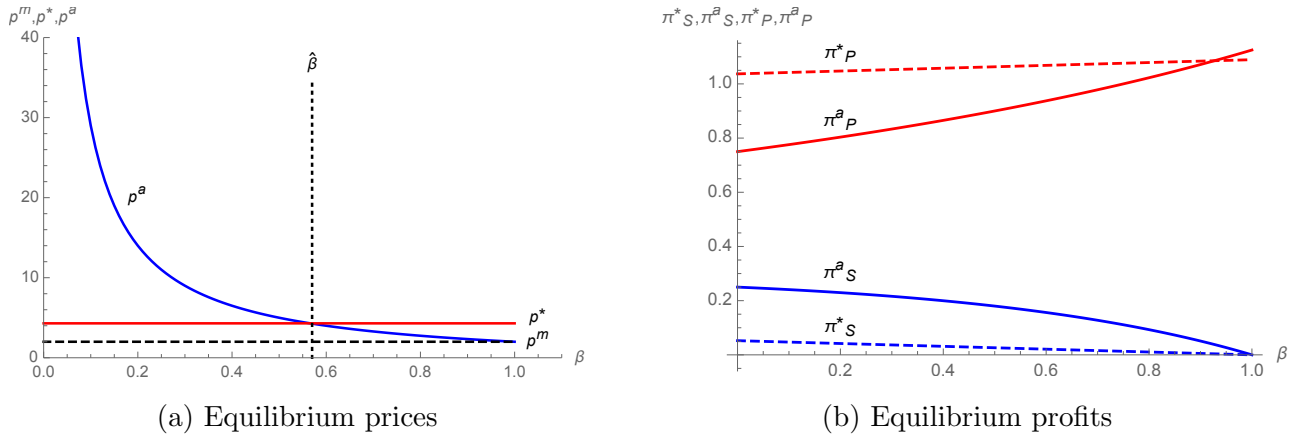 p^m,p*,p^a
40
30
20
10
0
0.0 0.2 0.4 0.6 0.8 1.0 β
β̂
p^a
p*
p^m
(a) Equilibrium prices
π*_S,π^a_S,π*_P,π^a_P
1.0
0.8
0.6
0.4
0.2
0.2 0.4 0.6 0.8 1.0 β
π*_P
π^a_P
π^a_S
π*_S
(b) Equilibrium profits